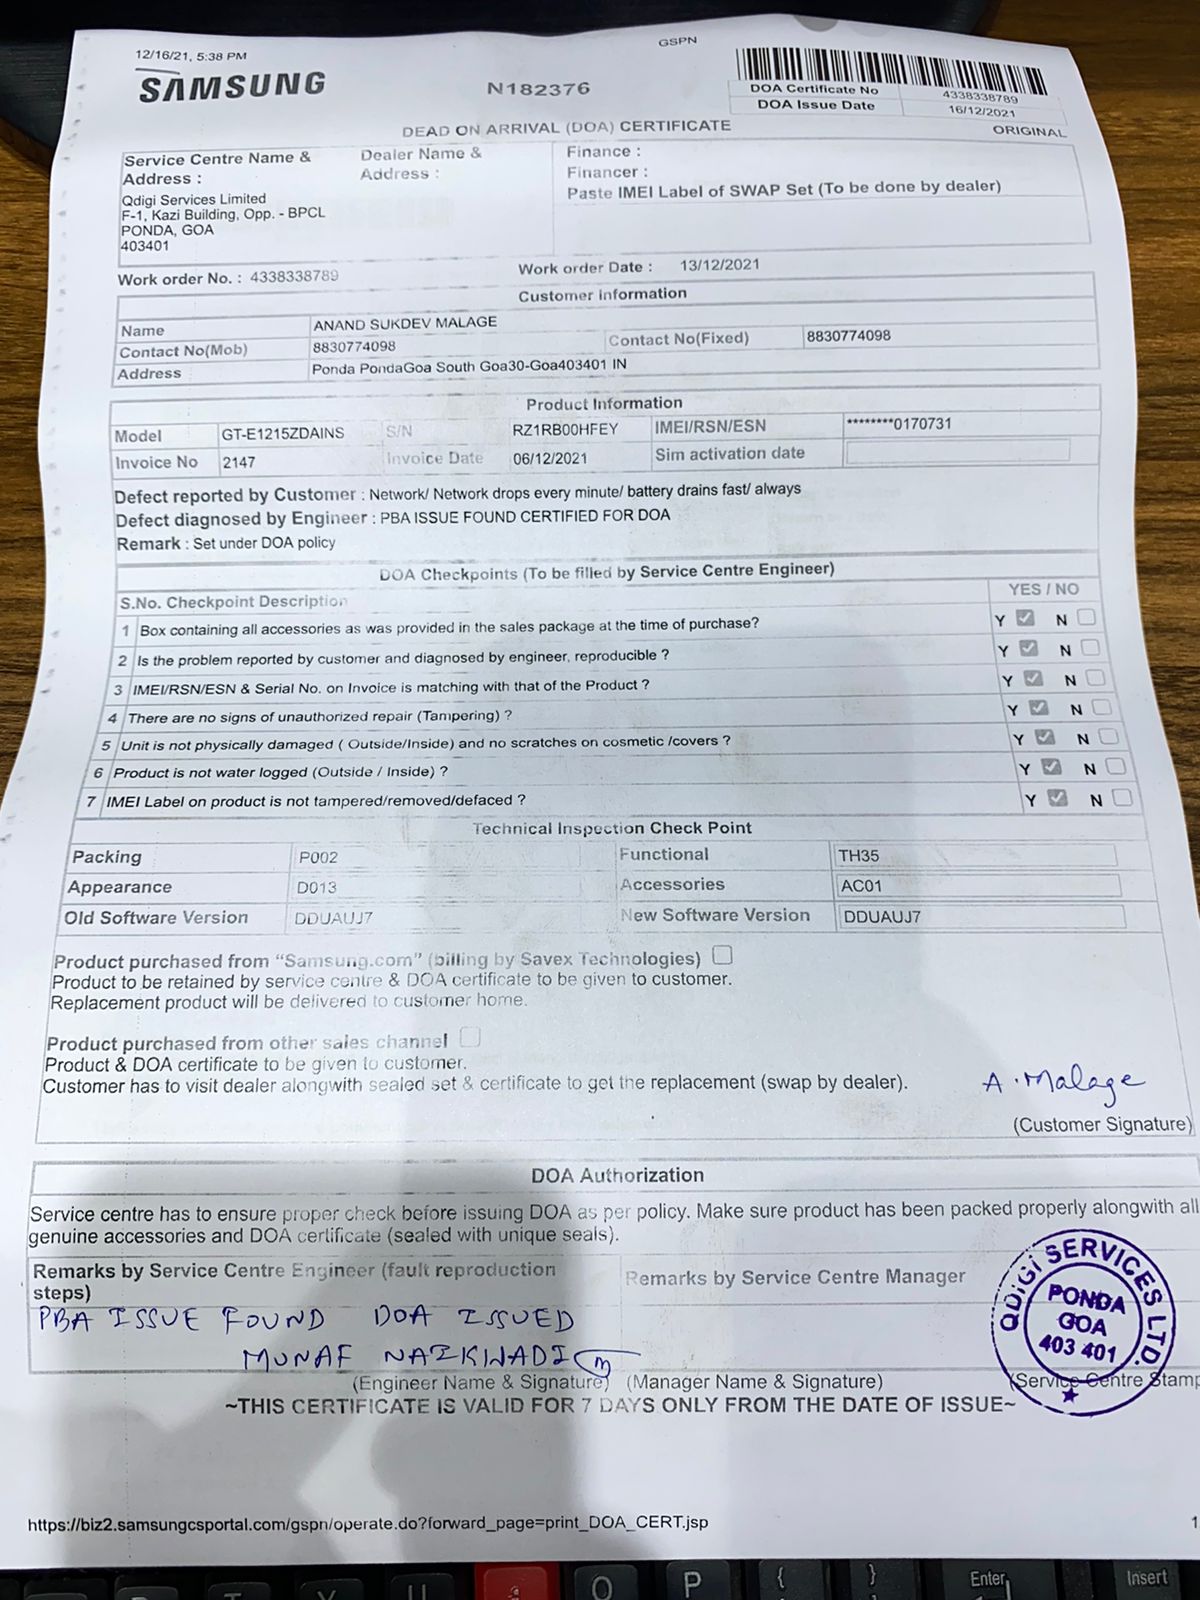 12/16/21, 5:38 PM
GSPN
SAMSUNG
N182376
DOA Certificate No 4338338789
DOA Issue Date 16/12/2021
DEAD ON ARRIVAL (DOA) CERTIFICATE
ORIGINAL
Service Centre Name &
Address :
Qdigi Services Limited
F-1, Kazi Building, Opp. - BPCL
PONDA, GOA
403401
Dealer Name &
Address :
Finance :
Financer :
Paste IMEI Label of SWAP Set (To be done by dealer)
Work order No. : 4338338789 Work order Date : 13/12/2021
Customer information
Name ANAND SUKDEV MALAGE
Contact No(Mob) 8830774098 Contact No(Fixed) 8830774098
Address Ponda PondaGoa South Goa30-Goa403401 IN
Product Information
Model GT-E1215ZDAINS S/N RZ1RB00HFEY IMEI/RSN/ESN ********0170731
Invoice No 2147 Invoice Date 06/12/2021 Sim activation date
Defect reported by Customer : Network/ Network drops every minute/ battery drains fast/ always
Defect diagnosed by Engineer : PBA ISSUE FOUND CERTIFIED FOR DOA
Remark : Set under DOA policy
DOA Checkpoints (To be filled by Service Centre Engineer)
S.No. Checkpoint Description YES / NO
1 Box containing all accessories as was provided in the sales package at the time of purchase? Y N
2 Is the problem reported by customer and diagnosed by engineer, reproducible ? Y N
3 IMEI/RSN/ESN & Serial No. on Invoice is matching with that of the Product ? Y N
4 There are no signs of unauthorized repair (Tampering) ? Y N
5 Unit is not physically damaged ( Outside/Inside) and no scratches on cosmetic /covers ? Y N
6 Product is not water logged (Outside / Inside) ? Y N
7 IMEI Label on product is not tampered/removed/defaced ? Y N
Technical Inspection Check Point
Packing P002 Functional TH35
Appearance D013 Accessories AC01
Old Software Version DDUAUJ7 New Software Version DDUAUJ7
Product purchased from “Samsung.com” (billing by Savex Technologies)
Product to be retained by service centre & DOA certificate to be given to customer.
Replacement product will be delivered to customer home.
Product purchased from other sales channel
Product & DOA certificate to be given to customer.
Customer has to visit dealer alongwith sealed set & certificate to get the replacement (swap by dealer).
A. Malage
(Customer Signature)
DOA Authorization
Service centre has to ensure proper check before issuing DOA as per policy. Make sure product has been packed properly alongwith all
genuine accessories and DOA certificate (sealed with unique seals).
Remarks by Service Centre Engineer (fault reproduction
steps)
Remarks by Service Centre Manager
PBA ISSUE FOUND DOA ISSUED
MUNAF NAIKWADI
QDIGI SERVICES LTD.
PONDA
GOA
403 401
(Engineer Name & Signature) (Manager Name & Signature) (Service Centre Stamp
~THIS CERTIFICATE IS VALID FOR 7 DAYS ONLY FROM THE DATE OF ISSUE~
https://biz2.samsungcsportal.com/gspn/operate.do?forward_page=print_DOA_CERT.jsp
1
O P { } Enter Insert